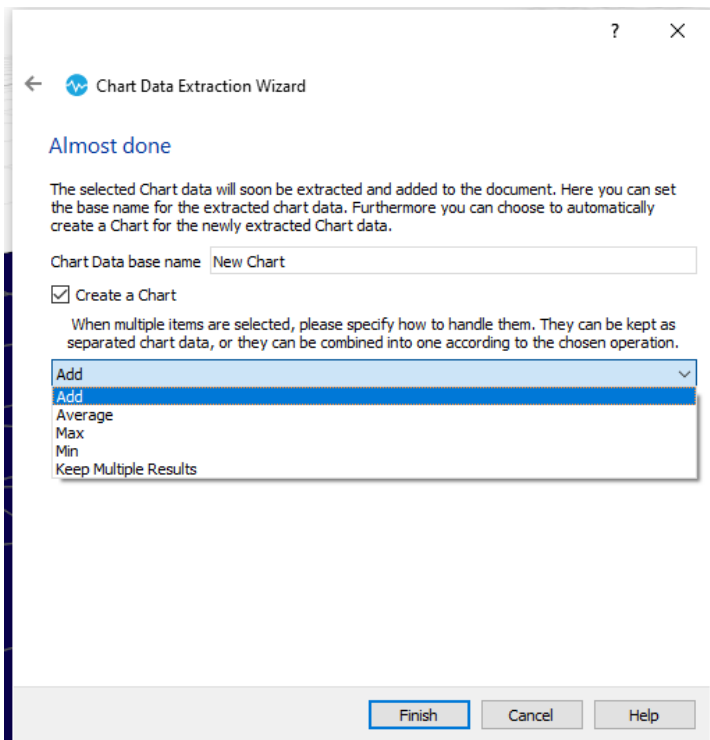 ?
Chart Data Extraction Wizard
Almost done
The selected Chart data will soon be extracted and added to the document. Here you can set
the base name for the extracted chart data. Furthermore you can choose to automatically
create a Chart for the newly extracted Chart data.
Chart Data base name New Chart
Create a Chart
When multiple items are selected, please specify how to handle them. They can be kept as
separated chart data, or they can be combined into one according to the chosen operation.
Add
Add
Average
Max
Min
Keep Multiple Results
Finish Cancel Help